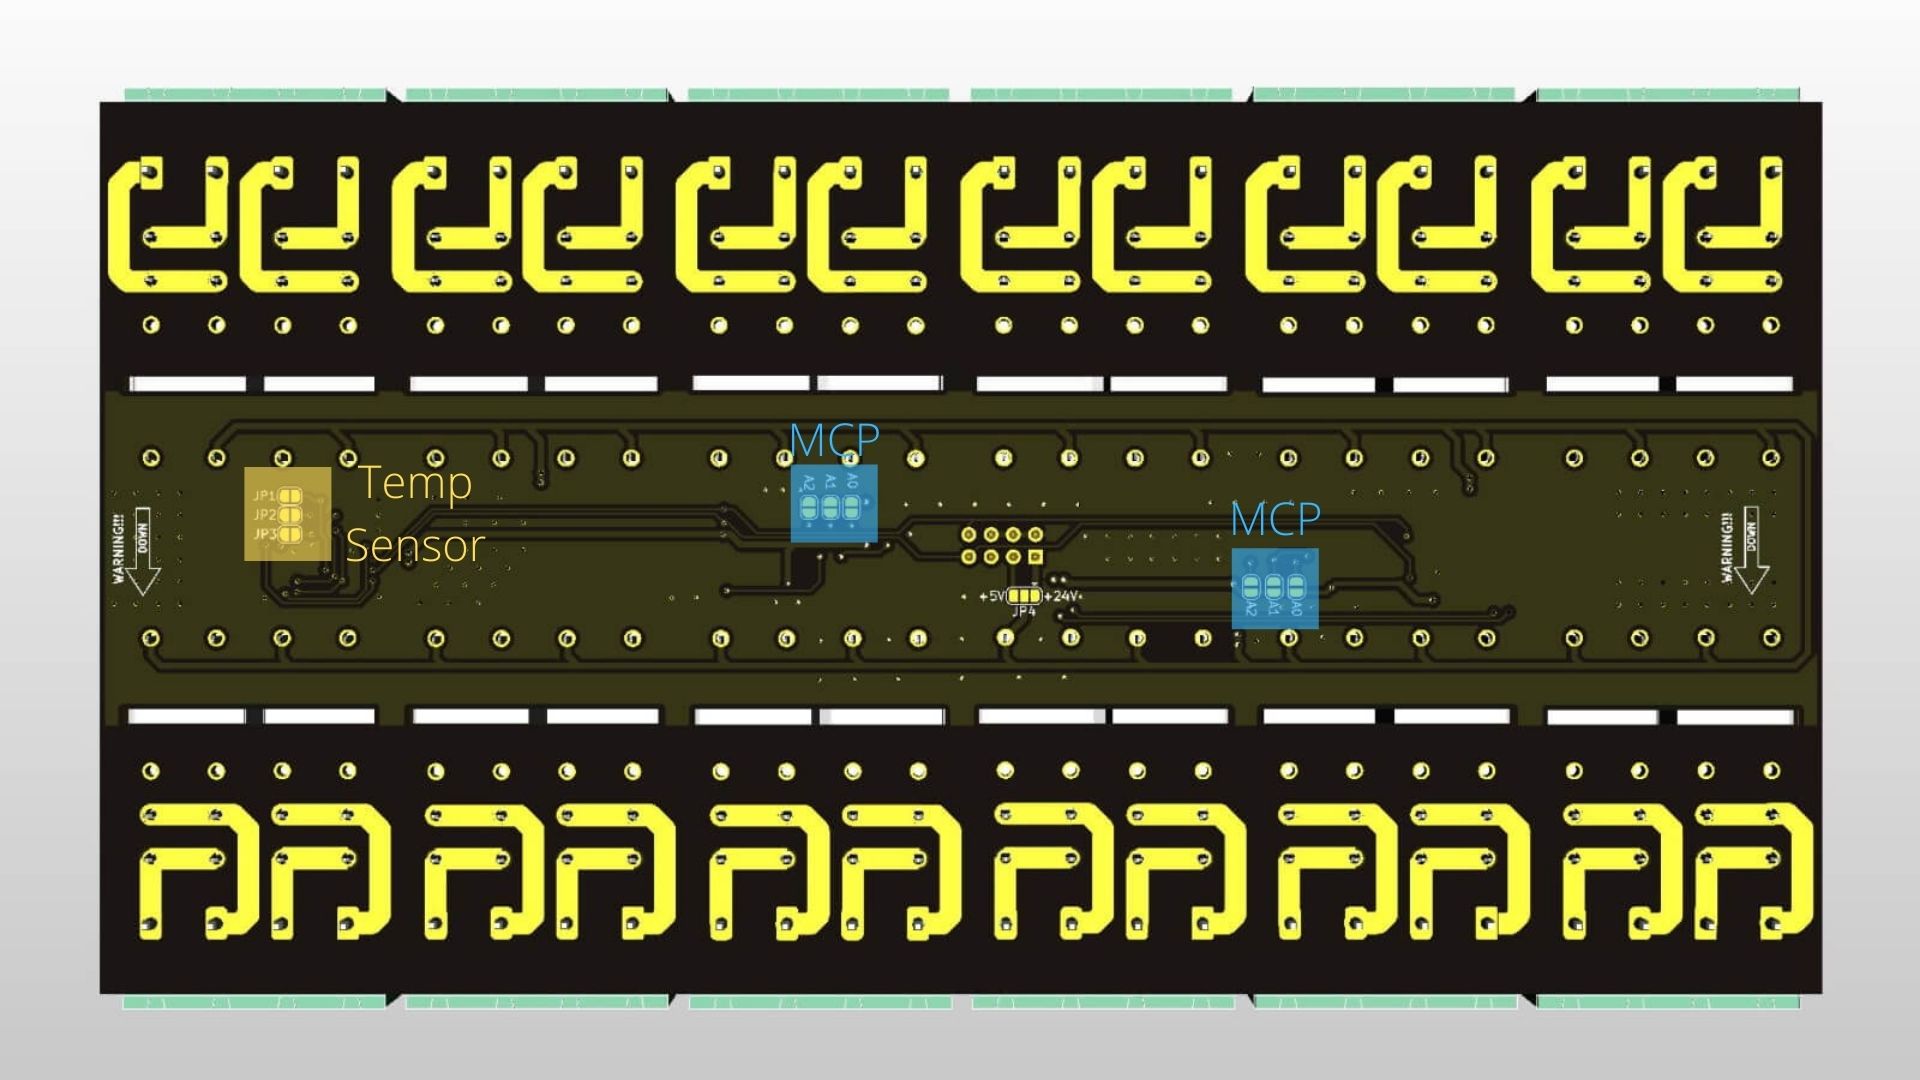 MCP
Temp
Sensor
JP1
JP2
JP3
A2 A1 A0
MCP
WARNING!!!
DOWN
WARNING!!!
DOWN
+5V +24V
JP4
A2 A1 A0